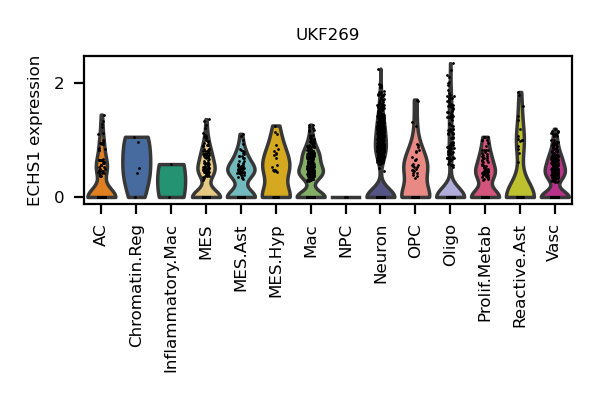 UKF269
ECHS1 expression
2
0
AC
Chromatin.Reg
Inflammatory.Mac
MES
MES.Ast
MES.Hyp
Mac
NPC
Neuron
OPC
Oligo
Prolif.Metab
Reactive.Ast
Vasc